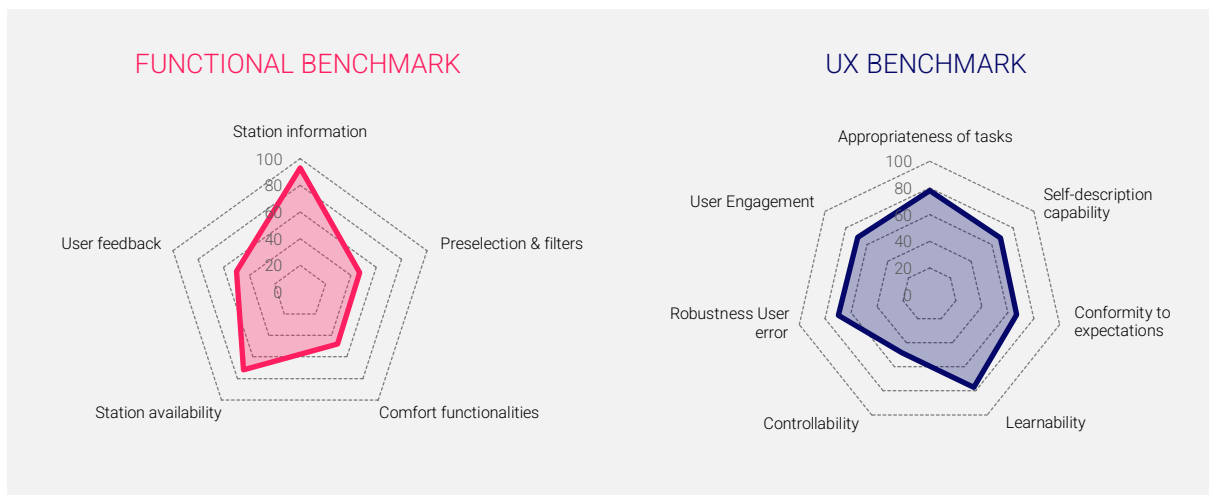 FUNCTIONAL BENCHMARK
Station information
100
80
60
40
20
0
User feedback
Preselection & filters
Station availability
Comfort functionalities
UX BENCHMARK
Appropriateness of tasks
100
80
60
40
20
0
User Engagement
Self-description
capability
Robustness User
error
Conformity to
expectations
Controllability
Learnability